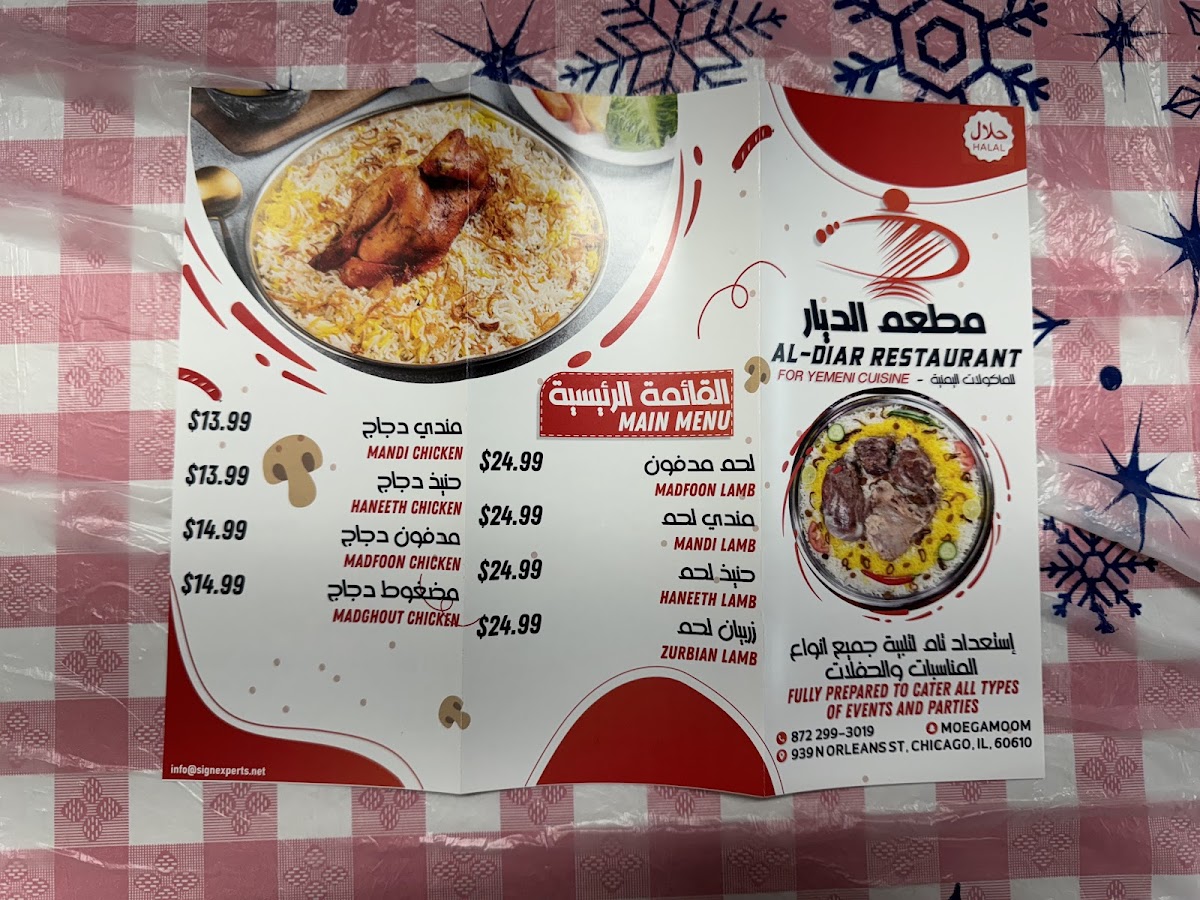 $13.99
مندي دجاج
MANDI CHICKEN
$13.99
حنيذ دجاج
HANEETH CHICKEN
$14.99
مدفون دجاج
MADFOON CHICKEN
$14.99
مضغوط دجاج
MADGHOUT CHICKEN
info@signexperts.net
القائمة الرئيسية
MAIN MENU
$24.99
لحم مدفون
MADFOON LAMB
$24.99
مندي لحم
MANDI LAMB
$24.99
حنيذ لحم
HANEETH LAMB
$24.99
زربيان لحم
ZURBIAN LAMB
حلال
HALAL
مطعم الديار
AL-DIAR RESTAURANT
FOR YEMENI CUISINE - للماكولات اليمنية
إستعداد تام لتلبية جميع انواع
المناسبات والحفلات
FULLY PREPARED TO CATER ALL TYPES
OF EVENTS AND PARTIES
872 299-3019 MOEGAMOOM
939 N ORLEANS ST, CHICAGO, IL, 60610